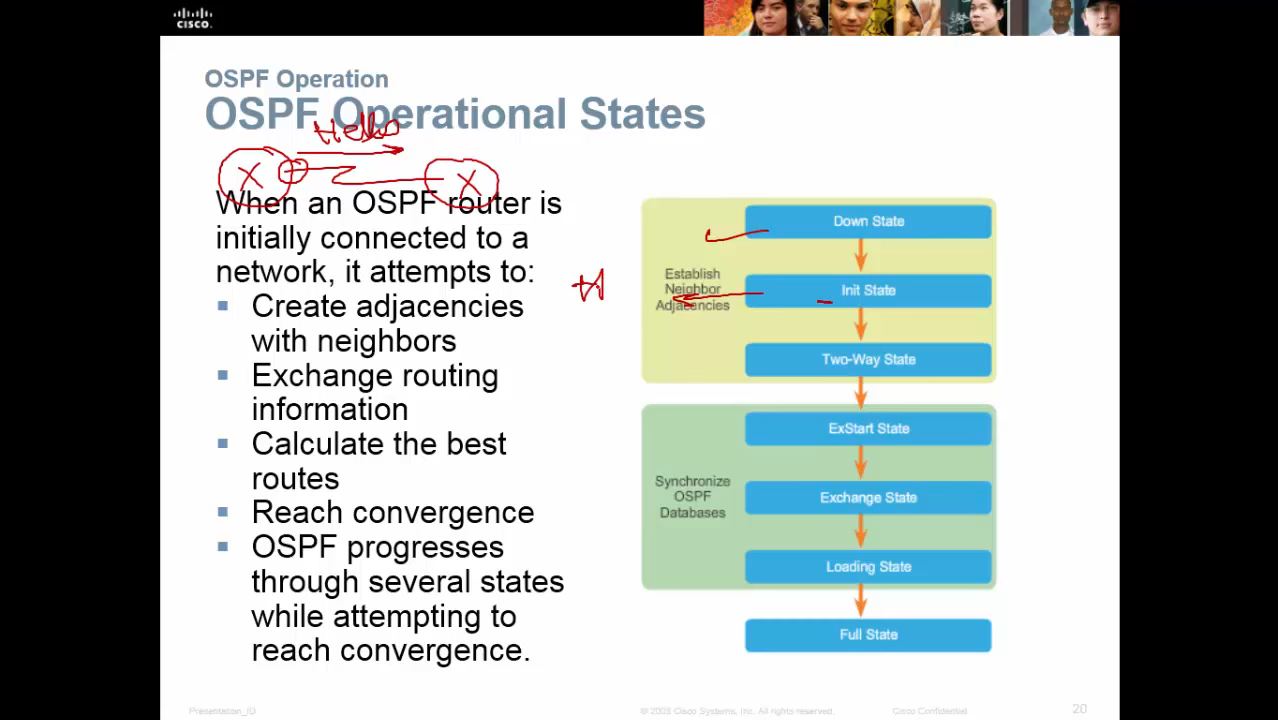 CISCO.
OSPF Operation
OSPF Operational States
Hello
X X
When an OSPF router is
initially connected to a
network, it attempts to:
▪ Create adjacencies
with neighbors
▪ Exchange routing
information
▪ Calculate the best
routes
▪ Reach convergence
▪ OSPF progresses
through several states
while attempting to
reach convergence.
Establish
Neighbor
Adjacencies
Down State
Init State
Two-Way State
Synchronize
OSPF
Databases
ExStart State
Exchange State
Loading State
Full State
Presentation_ID
© 2008 Cisco Systems, Inc. All rights reserved.
Cisco Confidential
20